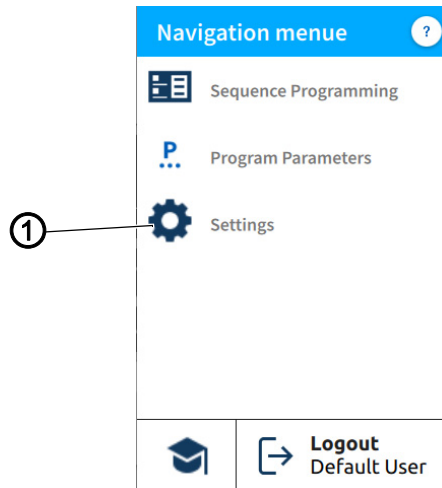 Navigation menue
?
Sequence Programming
P
Program Parameters
1
Settings
Logout
Default User